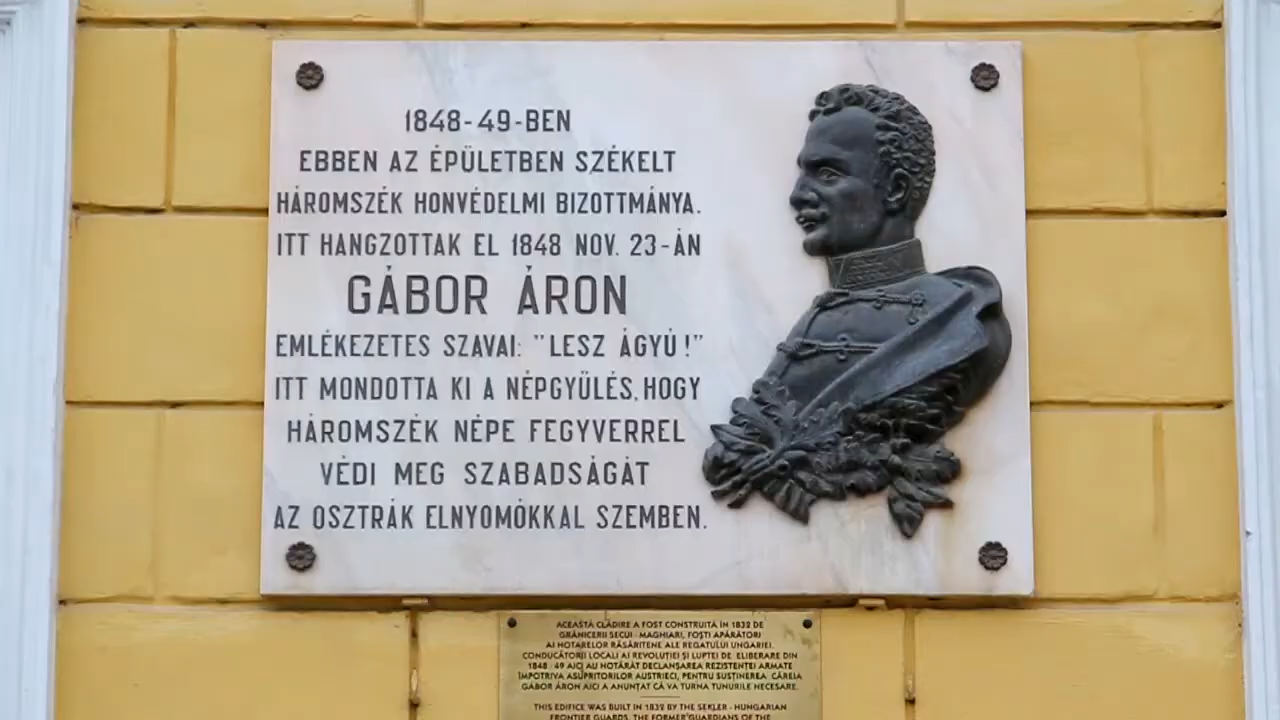 1848-49-BEN
EBBEN AZ ÉPÜLETBEN SZÉKELT
HÁROMSZÉK HONVÉDELMI BIZOTTMÁNYA.
ITT HANGZOTTAK EL 1848 NOV. 23-ÁN
GÁBOR ÁRON
EMLÉKEZETES SZAVAI: "LESZ ÁGYÚ!"
ITT MONDOTTA KI A NÉPGYŰLÉS, HOGY
HÁROMSZÉK NÉPE FEGYVERREL
VÉDI MEG SZABADSÁGÁT
AZ OSZTRÁK ELNYOMÓKKAL SZEMBEN.
ACEASTĂ CLĂDIRE A FOST CONSTRUITĂ ÎN 1832 DE
GRĂNICERII SECUI - MAGHIARI, FOȘTI APĂRĂTORI
AI HOTARELOR RĂSĂRITENE ALE REGATULUI UNGARIEI.
CONDUCĂTORII LOCALI AI REVOLUȚIEI ȘI LUPTEI DE ELIBERARE DIN
1848-49 AICI AU HOTĂRÂT DECLANȘAREA REZISTENȚEI ARMATE
ÎMPOTRIVA ASUPRITORILOR AUSTRIECI, PENTRU SUSȚINEREA CĂREIA
GÁBOR ÁRON AICI A ANUNȚAT CĂ VA TURNA TUNURILE NECESARE.
THIS EDIFICE WAS BUILT IN 1832 BY THE SEKLER - HUNGARIAN
FRONTIER GUARDS, THE FORMER GUARDIANS OF THE